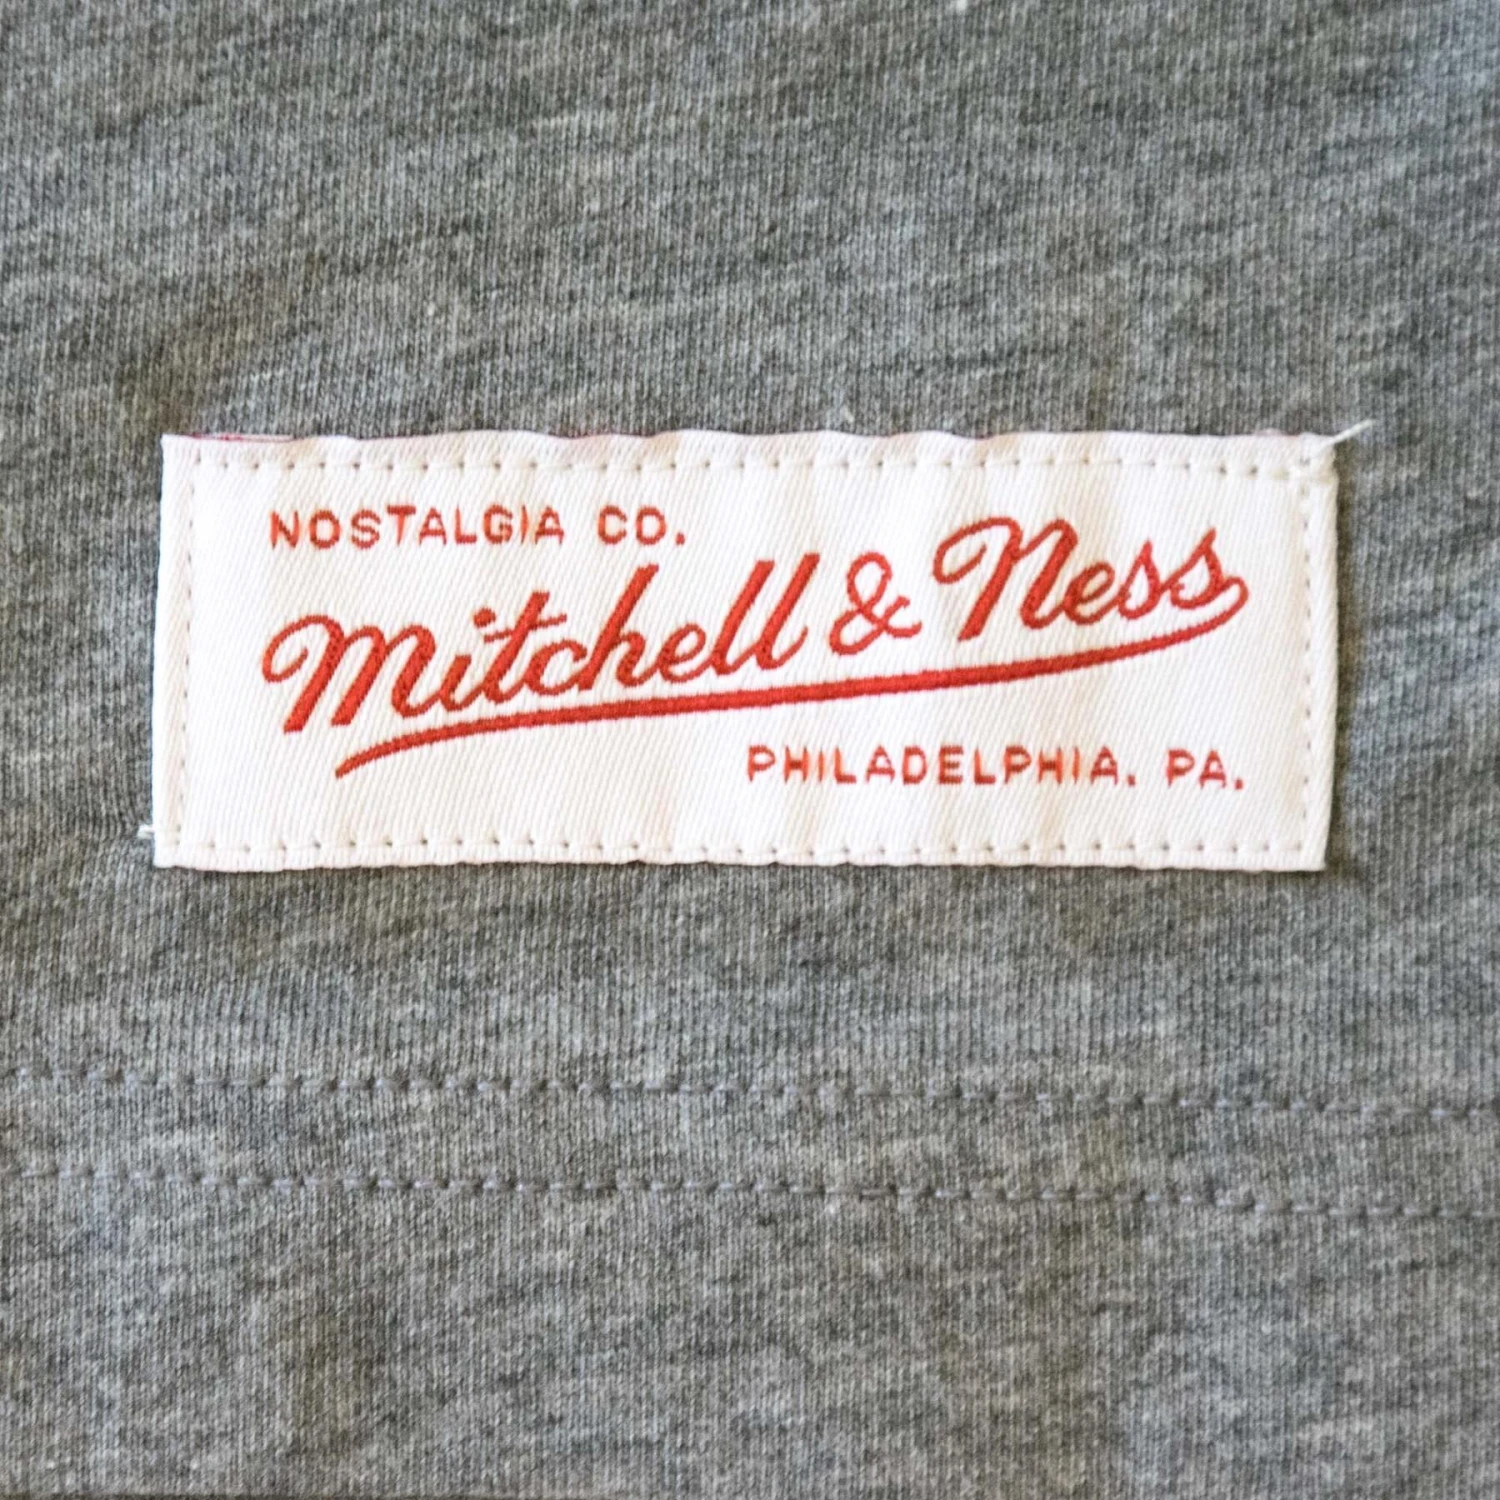 NOSTALGIA CO.
Mitchell & Ness
PHILADELPHIA. PA.